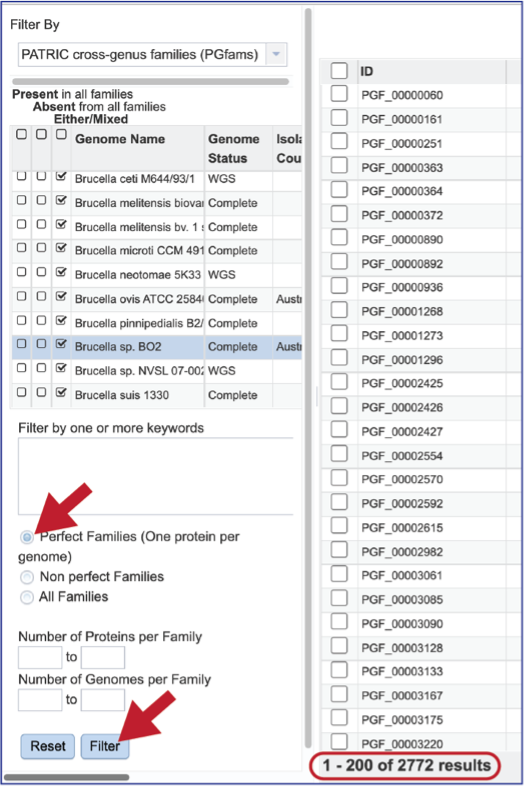 Filter By
PATRIC cross-genus families (PGfams)
Present in all families
Absent from all families
Either/Mixed
Genome Name Genome Status Isola Cou
Brucella ceti M644/93/1 WGS
Brucella melitensis biova Complete
Brucella melitensis bv. 1 s Complete
Brucella microti CCM 491 Complete
Brucella neotomae 5K33 WGS
Brucella ovis ATCC 2584 Complete Austr
Brucella pinnipedialis B2/ Complete
Brucella sp. BO2 Complete Austr
Brucella sp. NVSL 07-002 WGS
Brucella suis 1330 Complete
Filter by one or more keywords
Perfect Families (One protein per
genome)
Non perfect Families
All Families
Number of Proteins per Family
to
Number of Genomes per Family
to
Reset Filter
ID
PGF_00000060
PGF_00000161
PGF_00000251
PGF_00000363
PGF_00000364
PGF_00000372
PGF_00000890
PGF_00000892
PGF_00000936
PGF_00001268
PGF_00001273
PGF_00001296
PGF_00002425
PGF_00002426
PGF_00002427
PGF_00002554
PGF_00002570
PGF_00002592
PGF_00002615
PGF_00002982
PGF_00003061
PGF_00003085
PGF_00003090
PGF_00003128
PGF_00003133
PGF_00003167
PGF_00003175
PGF_00003220
1 - 200 of 2772 results